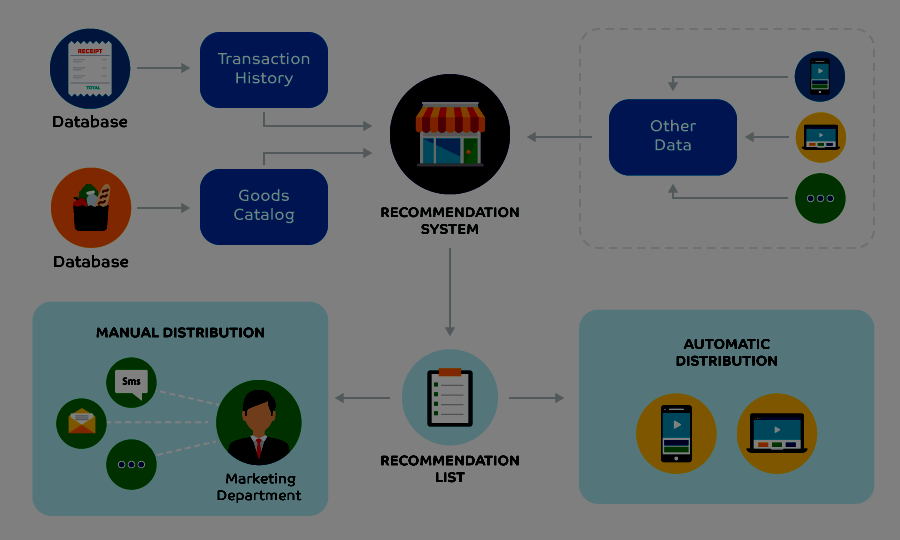 RECEIPT
TOTAL
Database
Transaction
History
Database
Goods
Catalog
RECOMMENDATION
SYSTEM
Other
Data
MANUAL DISTRIBUTION
Sms
Marketing
Department
RECOMMENDATION
LIST
AUTOMATIC
DISTRIBUTION